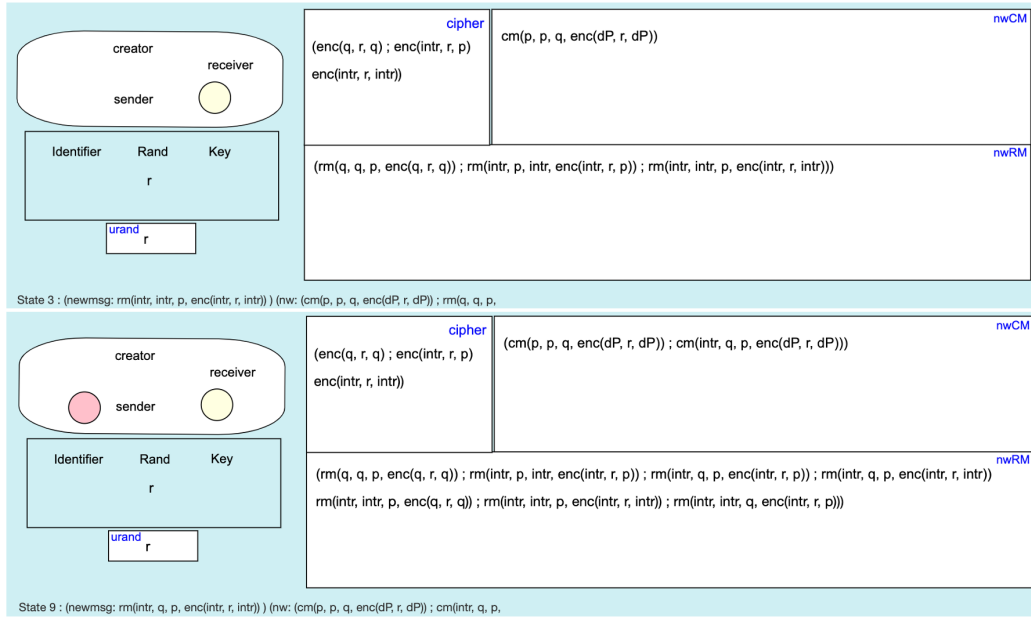 creator
receiver
sender
Identifier Rand Key
r
urand
r
cipher
(enc(q, r, q) ; enc(intr, r, p)
enc(intr, r, intr))
nwCM
cm(p, p, q, enc(dP, r, dP))
nwRM
(rm(q, q, p, enc(q, r, q)) ; rm(intr, p, intr, enc(intr, r, p)) ; rm(intr, intr, p, enc(intr, r, intr)))
State 3 : (newmsg: rm(intr, intr, p, enc(intr, r, intr)) ) (nw: (cm(p, p, q, enc(dP, r, dP)) ; rm(q, q, p,
creator
receiver
sender
Identifier Rand Key
r
urand
r
cipher
(enc(q, r, q) ; enc(intr, r, p)
enc(intr, r, intr))
nwCM
(cm(p, p, q, enc(dP, r, dP)) ; cm(intr, q, p, enc(dP, r, dP)))
nwRM
(rm(q, q, p, enc(q, r, q)) ; rm(intr, p, intr, enc(intr, r, p)) ; rm(intr, q, p, enc(intr, r, p)) ; rm(intr, q, p, enc(intr, r, intr))
rm(intr, intr, p, enc(q, r, q)) ; rm(intr, intr, p, enc(intr, r, intr)) ; rm(intr, intr, q, enc(intr, r, p)))
State 9 : (newmsg: rm(intr, q, p, enc(intr, r, intr)) ) (nw: (cm(p, p, q, enc(dP, r, dP)) ; cm(intr, q, p,